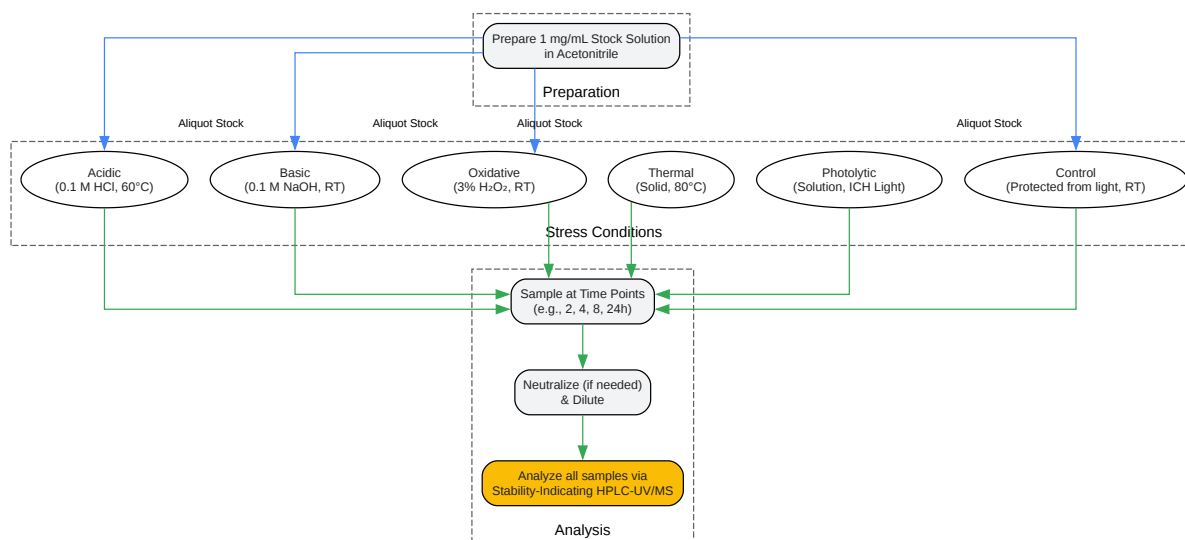 Prepare 1 mg/mL Stock Solution
in Acetonitrile
Preparation
Aliquot Stock
Aliquot Stock
Aliquot Stock
Aliquot Stock
Acidic
(0.1 M HCl, 60°C)
Basic
(0.1 M NaOH, RT)
Oxidative
(3% H₂O₂, RT)
Thermal
(Solid, 80°C)
Photolytic
(Solution, ICH Light)
Control
(Protected from light, RT)
Stress Conditions
Sample at Time Points
(e.g., 2, 4, 8, 24h)
Neutralize (if needed)
& Dilute
Analyze all samples via
Stability-Indicating HPLC-UV/MS
Analysis